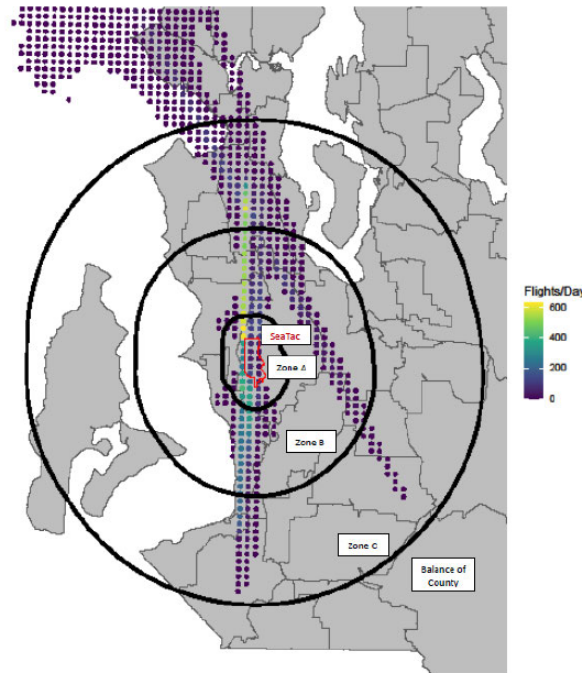 Flights/Day
600
400
200
0
SeaTac
Zone A
Zone B
Zone C
Balance of
County